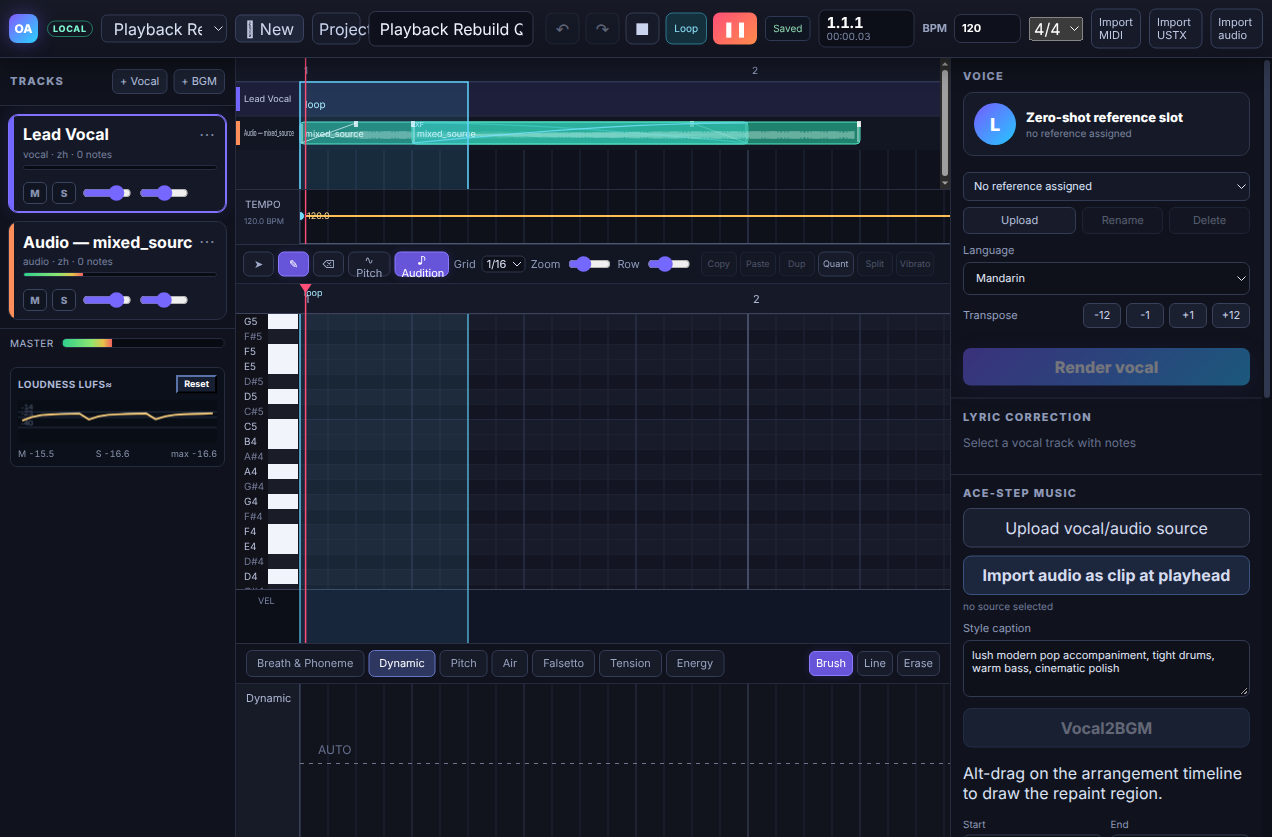 OA
LOCAL
Playback Re
New
Project
Playback Rebuild Q
Loop
Saved
1.1.1
00:00.03
BPM
120
4/4
Import MIDI
Import USTX
Import audio
TRACKS
+ Vocal
+ BGM
Lead Vocal
vocal · zh · 0 notes
M
S
Audio — mixed_sourc
audio · zh · 0 notes
M
S
MASTER
LOUDNESS LUFS≈
Reset
M -15.5
S -16.6
max -16.6
1
2
Lead Vocal
loop
Audio — mixed_source
mixed_source
mixed_source
TEMPO
120.0 BPM
120.0
Pitch
Audition
Grid
1/16
Zoom
Row
Copy
Paste
Dup
Quant
Split
Vibrato
2
G5
F#5
F5
E5
D#5
D5
C#5
C5
B4
A#4
A4
G#4
G4
F#4
F4
E4
D#4
D4
VEL
Breath & Phoneme
Dynamic
Pitch
Air
Falsetto
Tension
Energy
Brush
Line
Erase
Dynamic
AUTO
VOICE
L
Zero-shot reference slot
no reference assigned
No reference assigned
Upload
Rename
Delete
Language
Mandarin
Transpose
-12
-1
+1
+12
Render vocal
LYRIC CORRECTION
Select a vocal track with notes
ACE-STEP MUSIC
Upload vocal/audio source
Import audio as clip at playhead
no source selected
Style caption
lush modern pop accompaniment, tight drums,
warm bass, cinematic polish
Vocal2BGM
Alt-drag on the arrangement timeline
to draw the repaint region.
Start
End